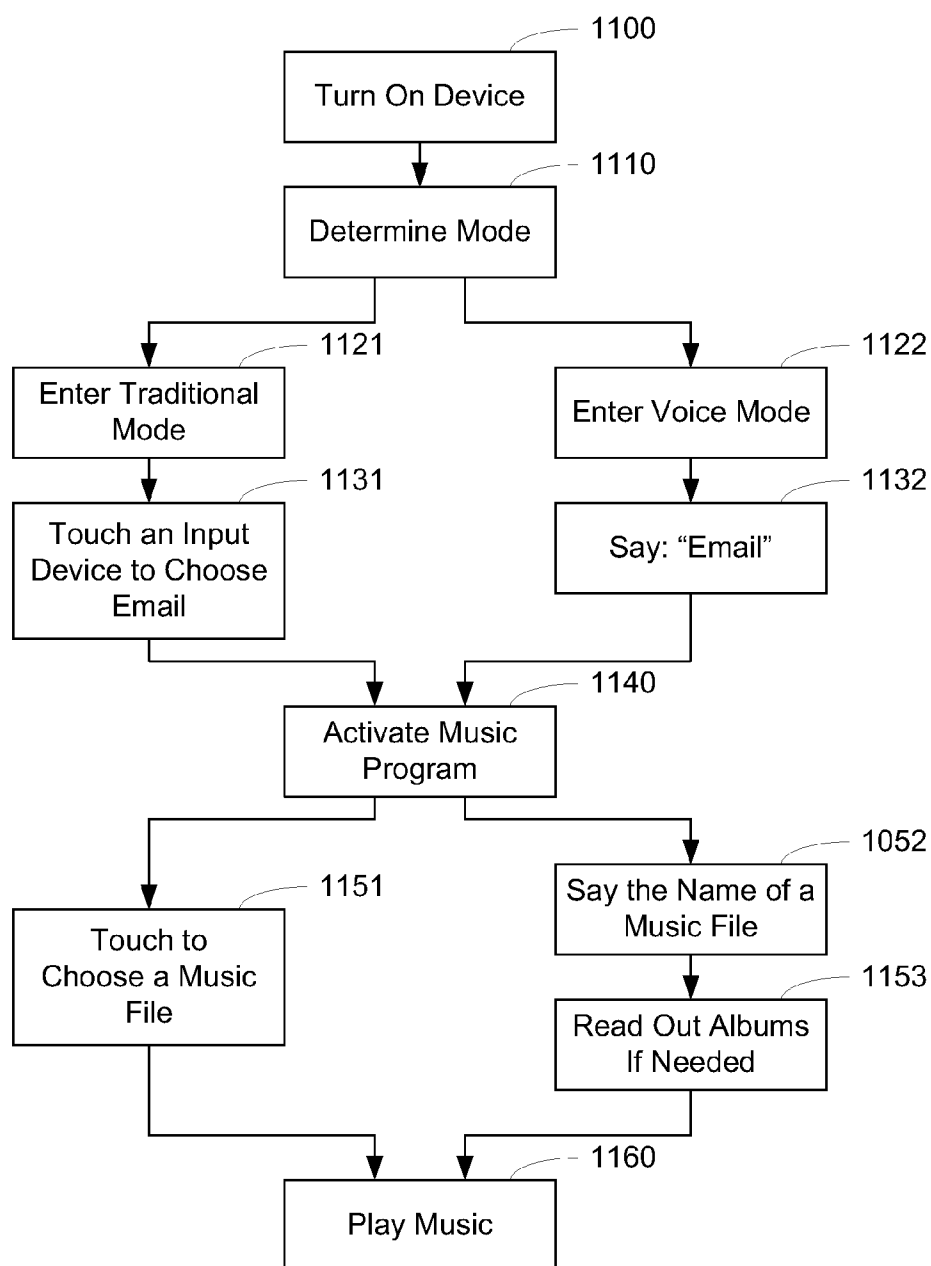 1100
Turn On Device
1110
Determine Mode
1121
Enter Traditional
Mode
1122
Enter Voice Mode
1131
Touch an Input
Device to Choose
Email
1132
Say: “Email”
1140
Activate Music
Program
1052
Say the Name of a
Music File
1151
Touch to
Choose a Music
File
1153
Read Out Albums
If Needed
1160
Play Music